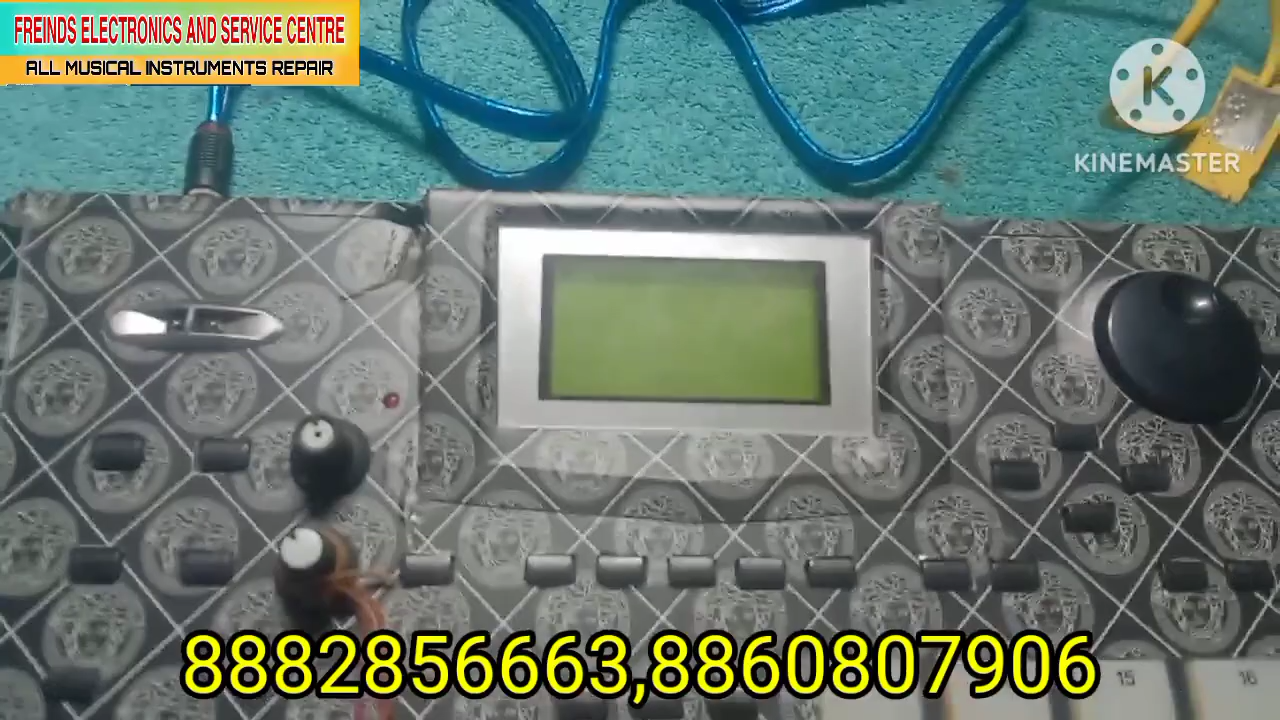 FREINDS ELECTRONICS AND SERVICE CENTRE
ALL MUSICAL INSTRUMENTS REPAIR
K
KINEMASTER
8882856663,8860807906
15 16